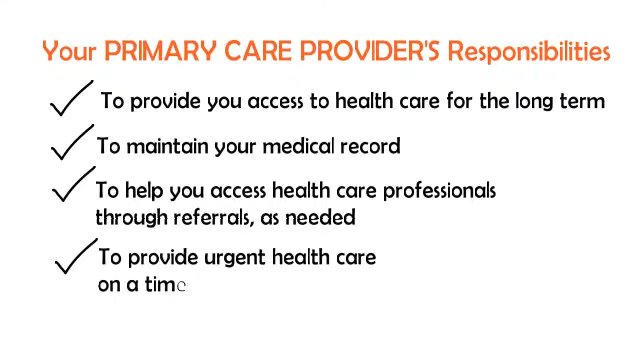 Your PRIMARY CARE PROVIDER'S Responsibilities
To provide you access to health care for the long term
To maintain your medical record
To help you access health care professionals
through referrals, as needed
To provide urgent health care
on a time